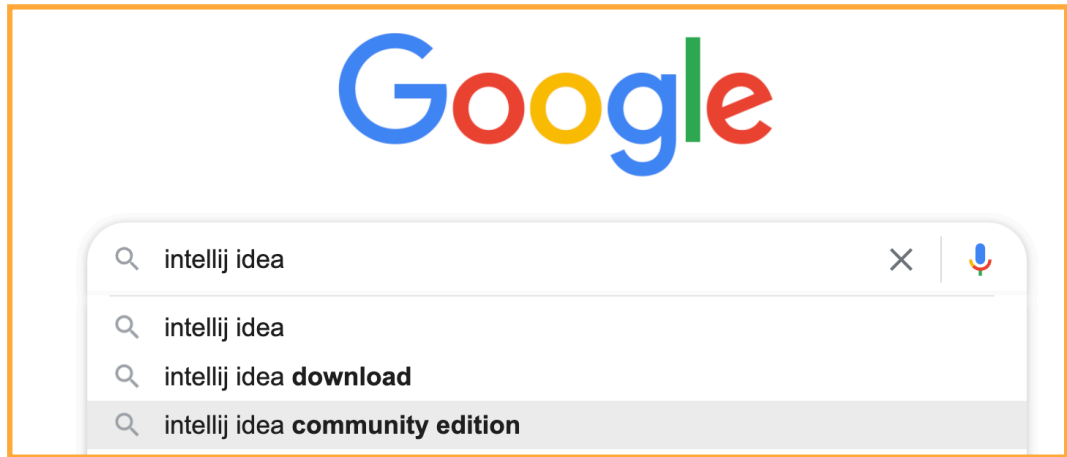 Google
intellij idea
intellij idea
intellij idea download
intellij idea community edition